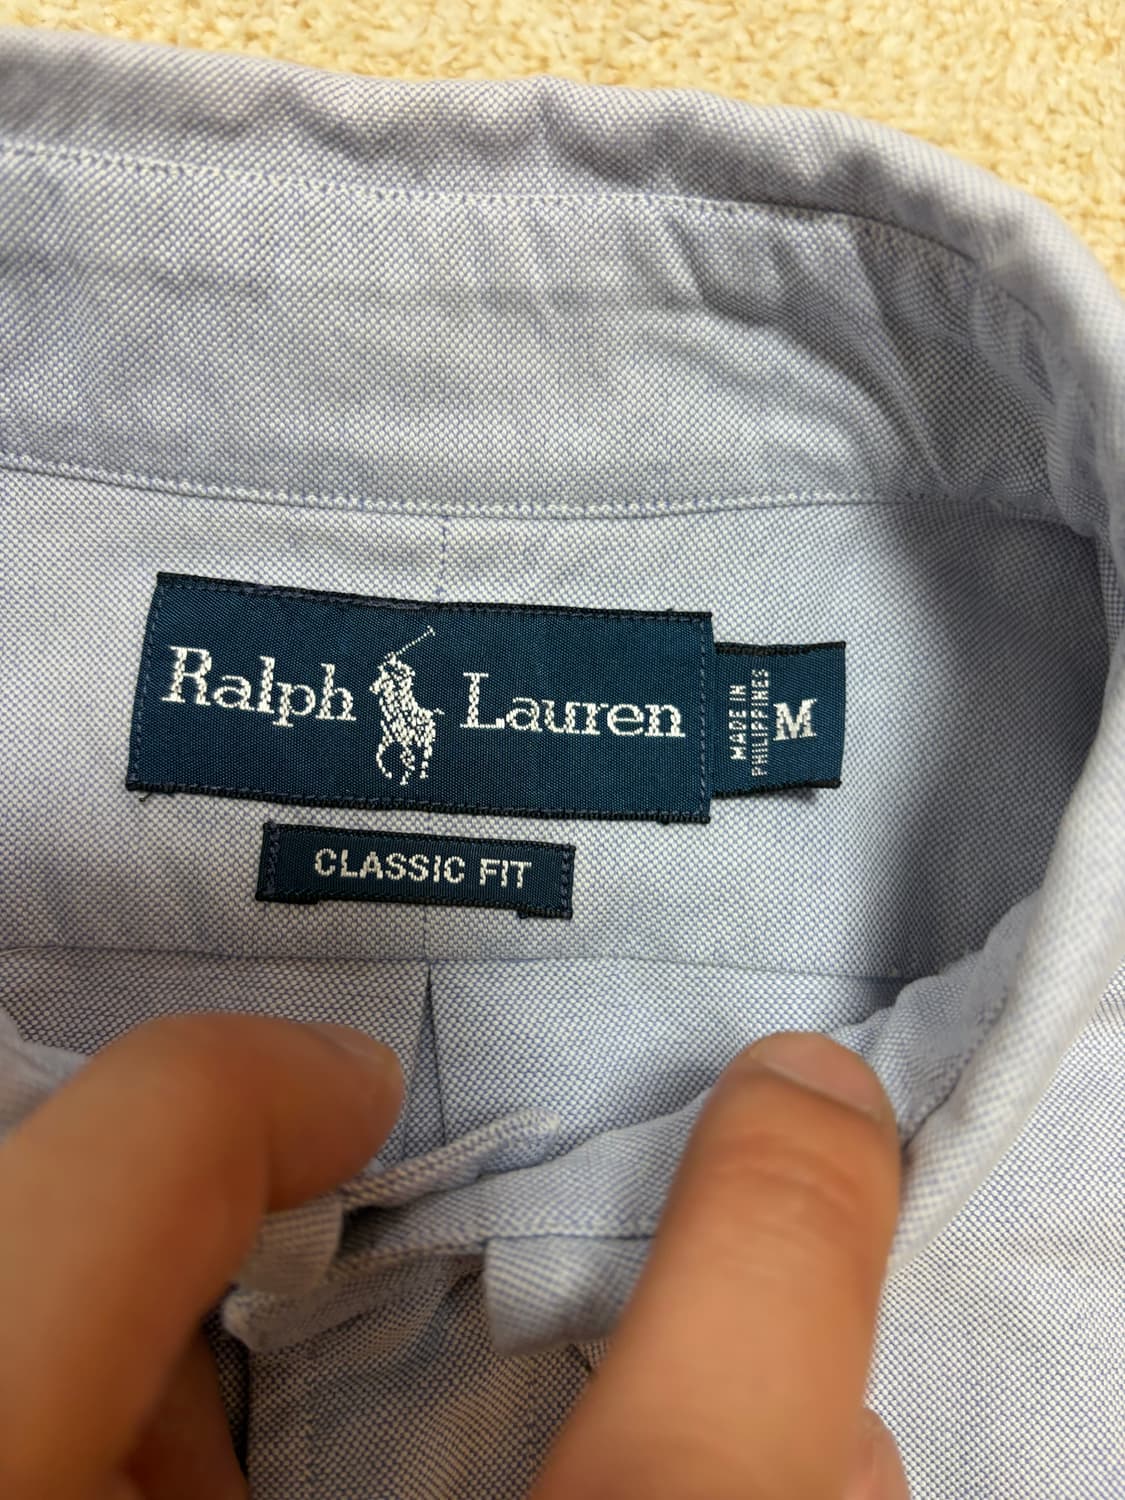 Ralph Lauren
MADE IN
PHILIPPINES
M
CLASSIC FIT